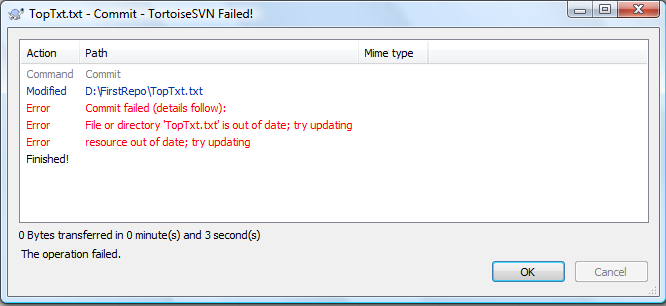 TopTxt.txt - Commit - TortoiseSVN Failed!
Action Path Mime type
Command Commit
Modified D:\FirstRepo\TopTxt.txt
Error Commit failed (details follow):
Error File or directory 'TopTxt.txt' is out of date; try updating
Error resource out of date; try updating
Finished!
0 Bytes transferred in 0 minute(s) and 3 second(s)
The operation failed.
OK Cancel